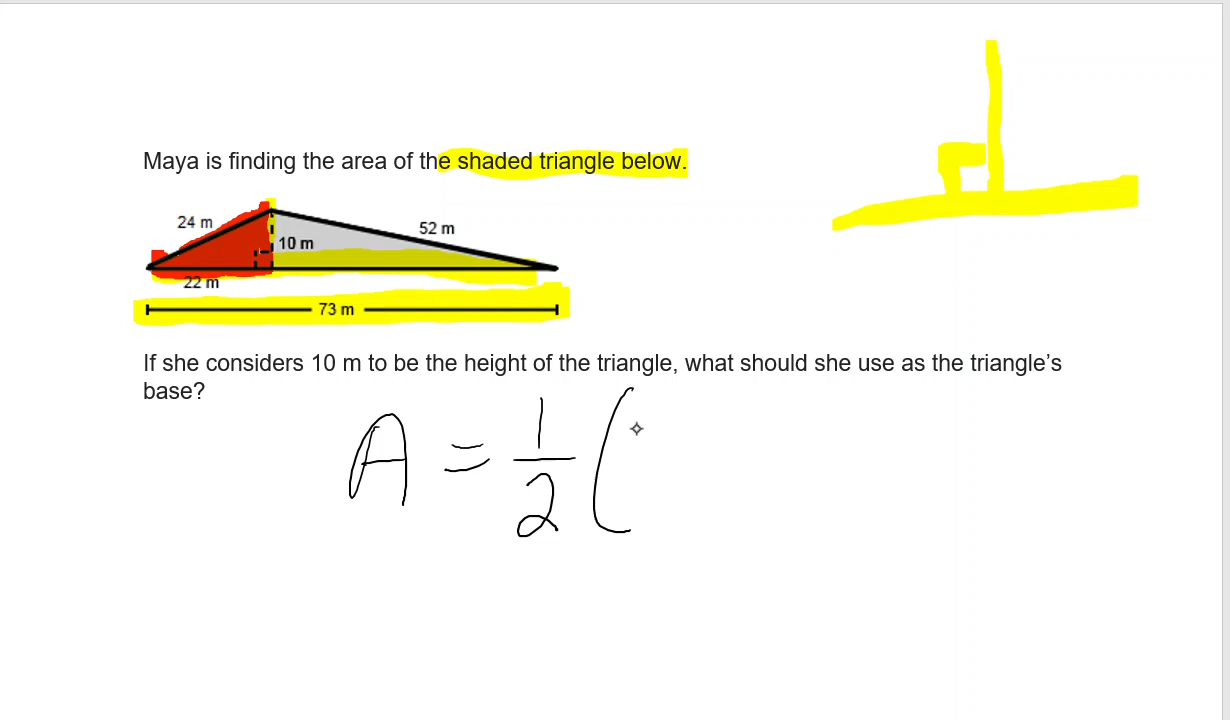 Maya is finding the area of the shaded triangle below.
24 m
52 m
10 m
22 m
73 m
If she considers 10 m to be the height of the triangle, what should she use as the triangle’s
base?
A = 1/2 (